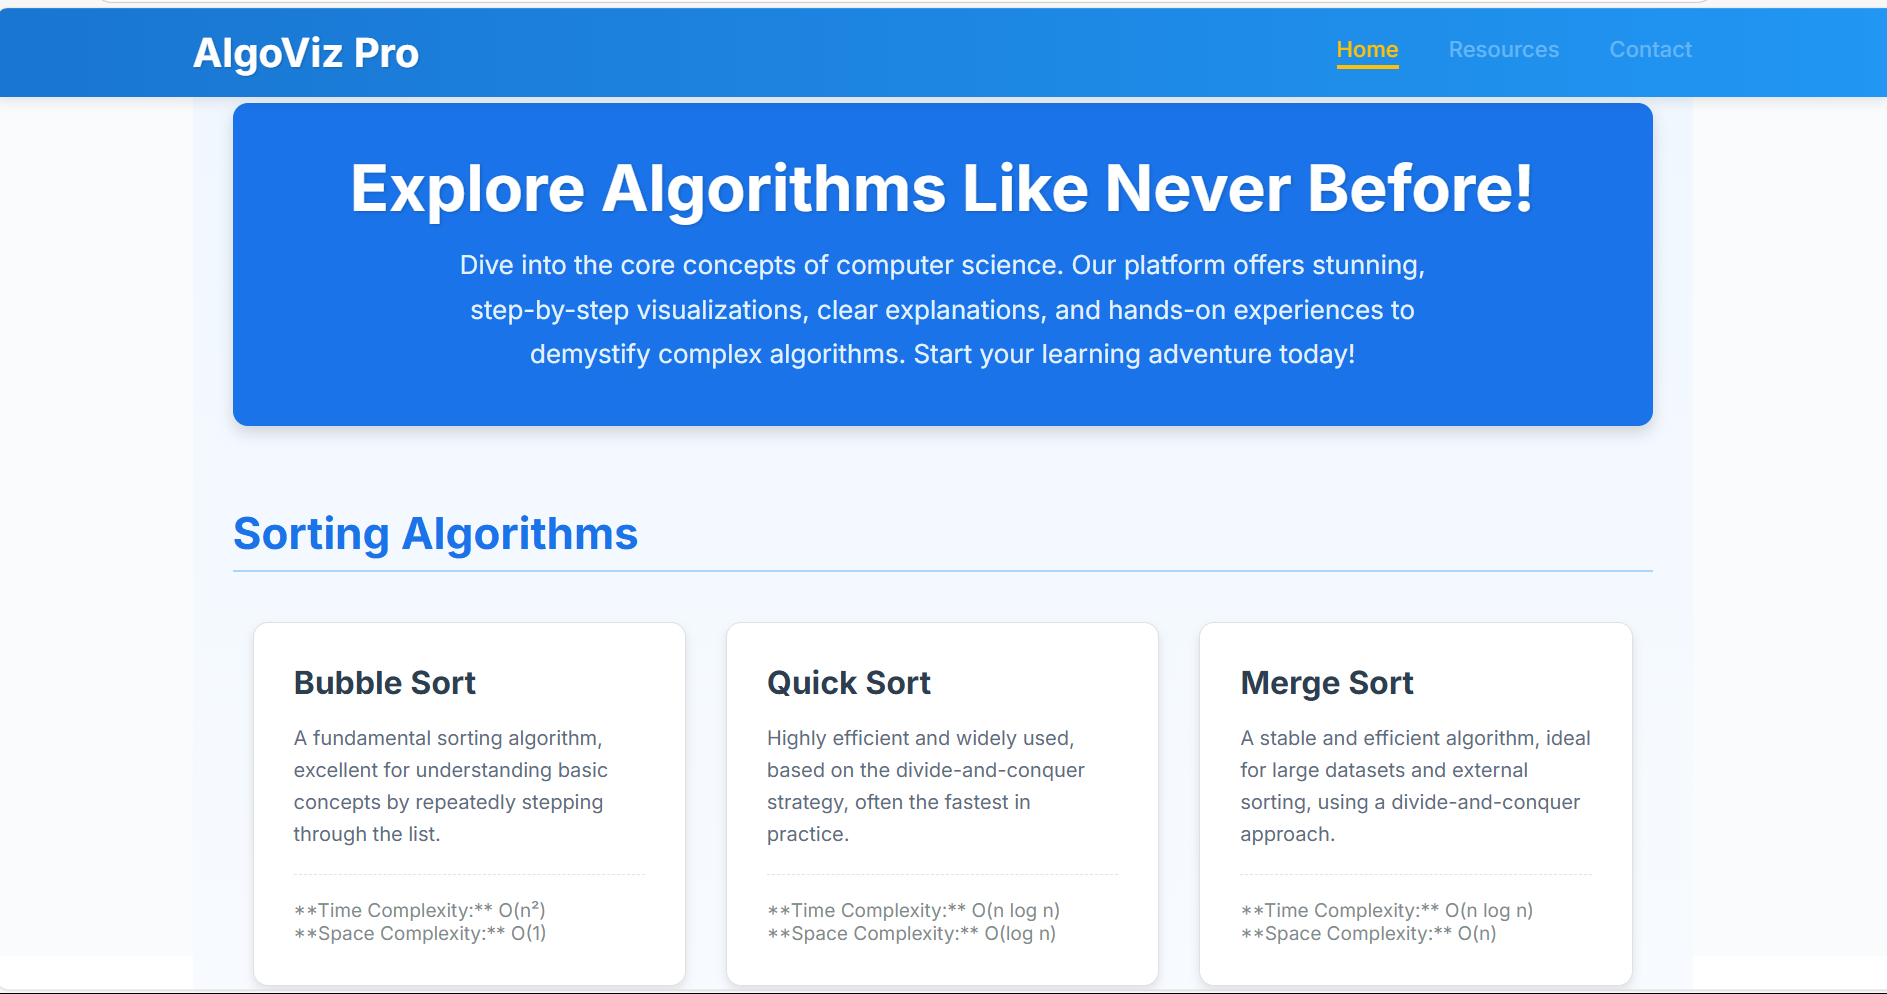 AlgoViz Pro
Home Resources Contact
Explore Algorithms Like Never Before!
Dive into the core concepts of computer science. Our platform offers stunning,
step-by-step visualizations, clear explanations, and hands-on experiences to
demystify complex algorithms. Start your learning adventure today!
Sorting Algorithms
Bubble Sort
A fundamental sorting algorithm,
excellent for understanding basic
concepts by repeatedly stepping
through the list.
**Time Complexity:** O(n²)
**Space Complexity:** O(1)
Quick Sort
Highly efficient and widely used,
based on the divide-and-conquer
strategy, often the fastest in
practice.
**Time Complexity:** O(n log n)
**Space Complexity:** O(log n)
Merge Sort
A stable and efficient algorithm, ideal
for large datasets and external
sorting, using a divide-and-conquer
approach.
**Time Complexity:** O(n log n)
**Space Complexity:** O(n)